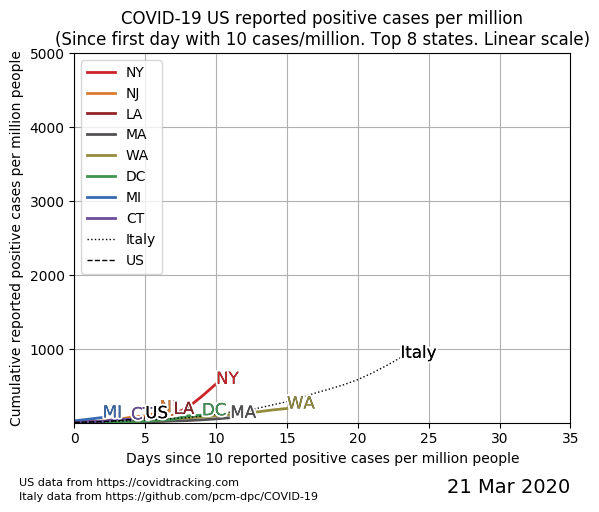 COVID-19 US reported positive cases per million
(Since first day with 10 cases/million. Top 8 states. Linear scale)
Cumulative reported positive cases per million people
5000
4000
3000
2000
1000
NY
NJ
LA
MA
WA
DC
MI
CT
Italy
US
Italy
NY
WA
MI
US
LA
DC
MA
0
5
10
15
20
25
30
35
Days since 10 reported positive cases per million people
US data from https://covidtracking.com
Italy data from https://github.com/pcm-dpc/COVID-19
21 Mar 2020